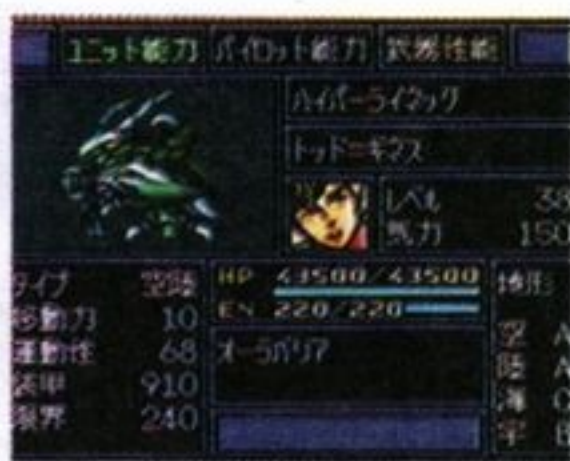 ユニット能力 パイロット能力 武器性能
ハイパーライネック
トッド=ギネス
レベル 38
気力 150
タイプ 空陸
移動力 10
運動性 68
装甲 910
限界 240
HP 43500/43500
EN 220/220
オーラバリア
地形
空 A
陸 A
海 C
宇 B